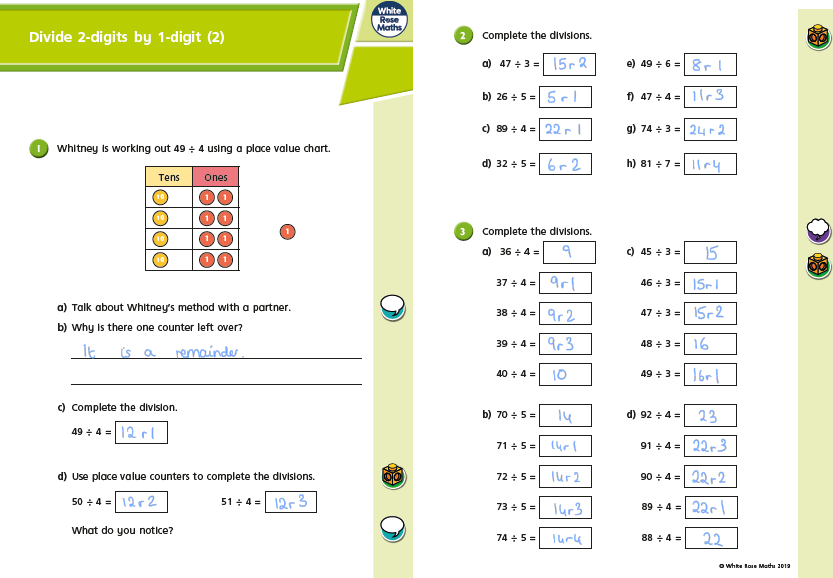 Divide 2-digits by 1-digit (2)
White
Rose
Maths
1 Whitney is working out 49 ÷ 4 using a place value chart.
Tens Ones
10 1 1
10 1 1
1
10 1 1
10 1 1
a) Talk about Whitney's method with a partner.
b) Why is there one counter left over?
It is a remainder.
c) Complete the division.
49 ÷ 4 = 12 r 1
d) Use place value counters to complete the divisions.
50 ÷ 4 = 12 r 2 51 ÷ 4 = 12 r 3
What do you notice?
2 Complete the divisions.
a) 47 ÷ 3 = 15 r 2 e) 49 ÷ 6 = 8 r 1
b) 26 ÷ 5 = 5 r 1 f) 47 ÷ 4 = 11 r 3
c) 89 ÷ 4 = 22 r 1 g) 74 ÷ 3 = 24 r 2
d) 32 ÷ 5 = 6 r 2 h) 81 ÷ 7 = 11 r 4
3 Complete the divisions.
a) 36 ÷ 4 = 9 c) 45 ÷ 3 = 15
37 ÷ 4 = 9 r 1 46 ÷ 3 = 15 r 1
38 ÷ 4 = 9 r 2 47 ÷ 3 = 15 r 2
39 ÷ 4 = 9 r 3 48 ÷ 3 = 16
40 ÷ 4 = 10 49 ÷ 3 = 16 r 1
b) 70 ÷ 5 = 14 d) 92 ÷ 4 = 23
71 ÷ 5 = 14 r 1 91 ÷ 4 = 22 r 3
72 ÷ 5 = 14 r 2 90 ÷ 4 = 22 r 2
73 ÷ 5 = 14 r 3 89 ÷ 4 = 22 r 1
74 ÷ 5 = 14 r 4 88 ÷ 4 = 22
© White Rose Maths 2019